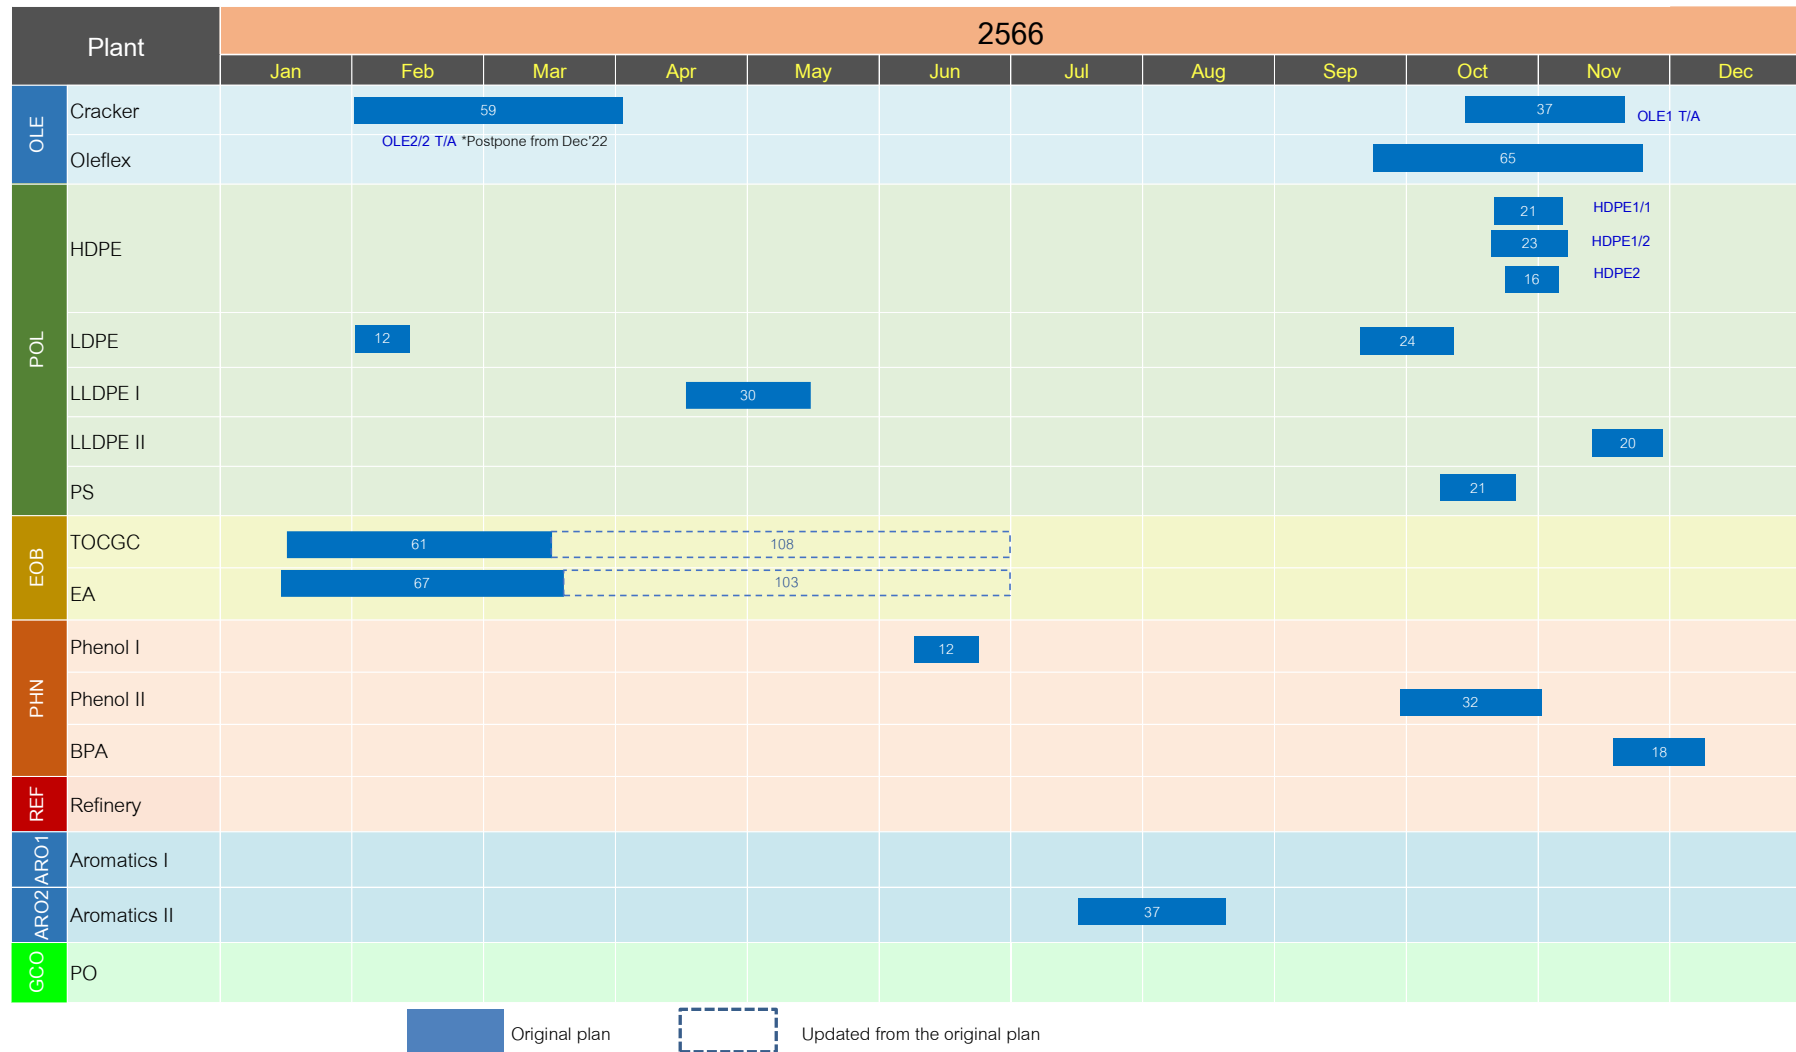 Plant
2566
Jan Feb Mar Apr May Jun Jul Aug Sep Oct Nov Dec
OLE
Cracker
59
37
OLE1 T/A
OLE2/2 T/A *Postpone from Dec'22
Oleflex
65
POL
HDPE
21
HDPE1/1
23
HDPE1/2
16
HDPE2
LDPE
12
24
LLDPE I
30
LLDPE II
20
PS
21
EOB
TOCGC
61
108
EA
67
103
PHN
Phenol I
12
Phenol II
32
BPA
18
REF
Refinery
ARO1
Aromatics I
ARO2
Aromatics II
37
GCO
PO
Original plan
Updated from the original plan